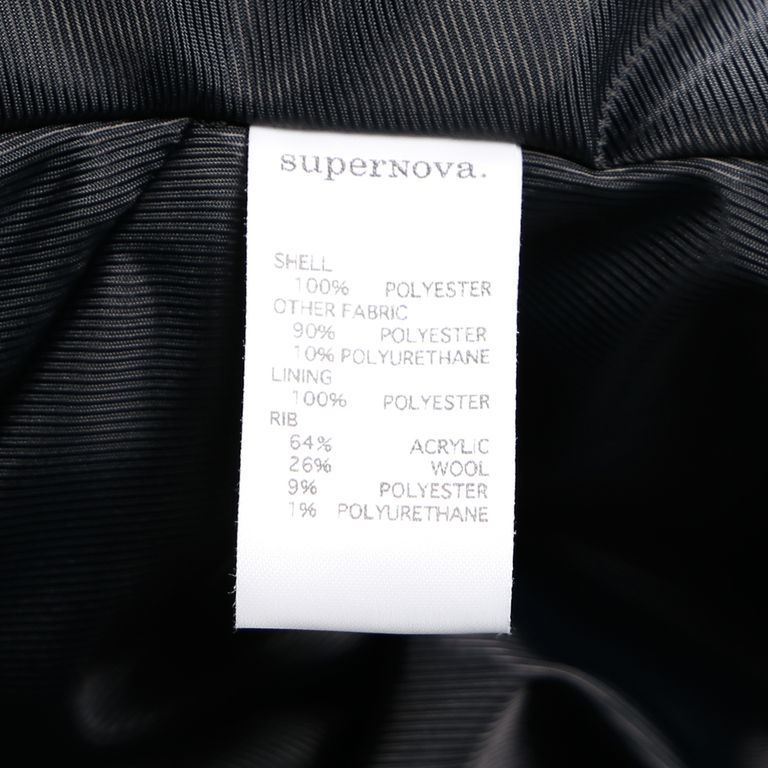 superNova.
SHELL
100% POLYESTER
OTHER FABRIC
90% POLYESTER
10% POLYURETHANE
LINING
100% POLYESTER
RIB
64% ACRYLIC
26% WOOL
9% POLYESTER
1% POLYURETHANE